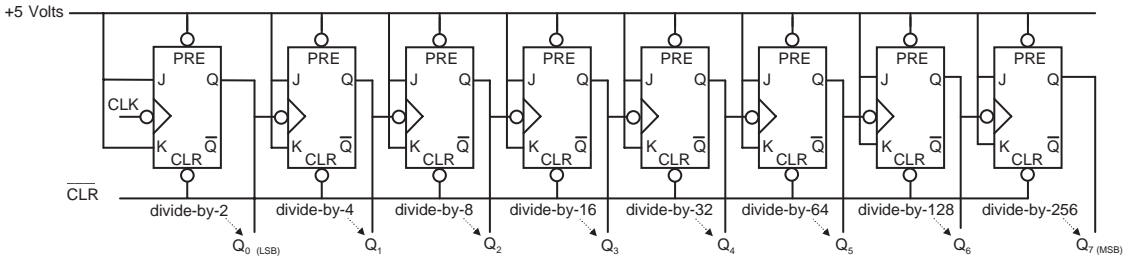 +5 Volts
PRE PRE PRE PRE PRE PRE PRE PRE
J Q J Q J Q J Q J Q J Q J Q J Q
CLK
K Q̅ K Q̅ K Q̅ K Q̅ K Q̅ K Q̅ K Q̅ K Q̅
CLR CLR CLR CLR CLR CLR CLR CLR
C̅L̅R̅
divide-by-2 divide-by-4 divide-by-8 divide-by-16 divide-by-32 divide-by-64 divide-by-128 divide-by-256
Q0 (LSB) Q1 Q2 Q3 Q4 Q5 Q6 Q7 (MSB)